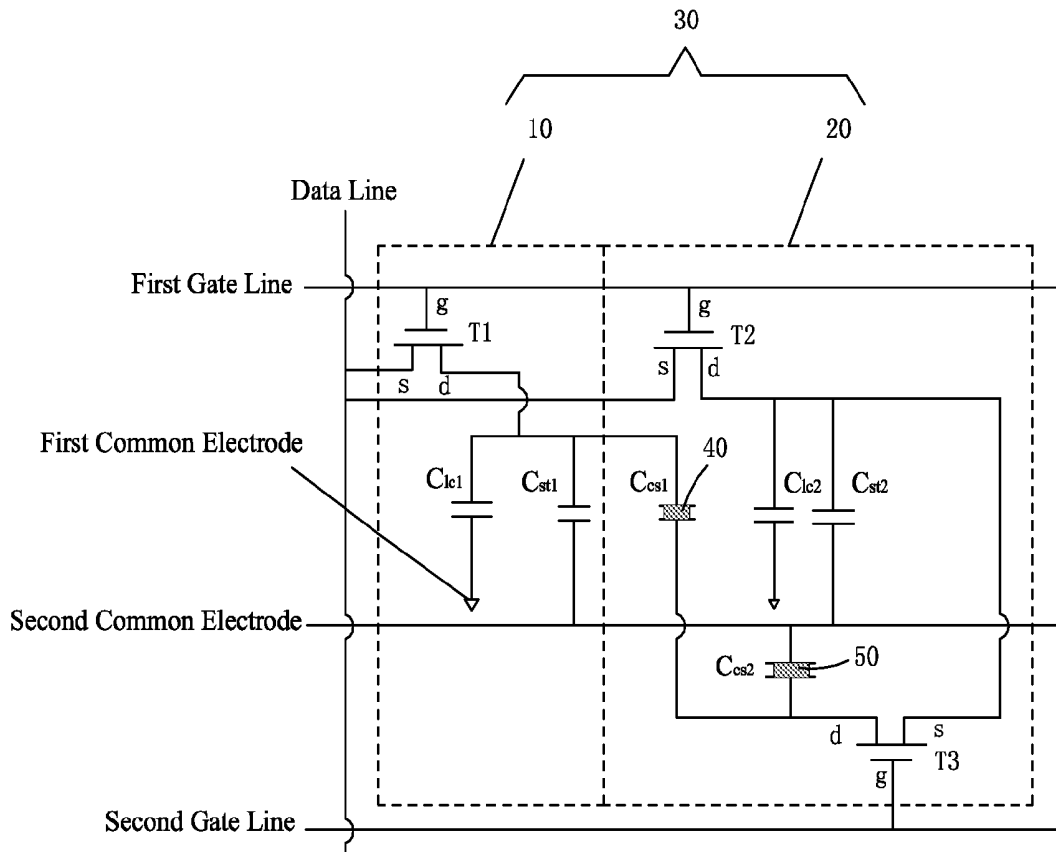 30
10
20
Data Line
First Gate Line
g
T1
g
T2
s
d
s
d
First Common Electrode
40
Clc1
Cst1
Ccs1
Clc2
Cst2
Second Common Electrode
Ccs2
50
d
s
T3
g
Second Gate Line